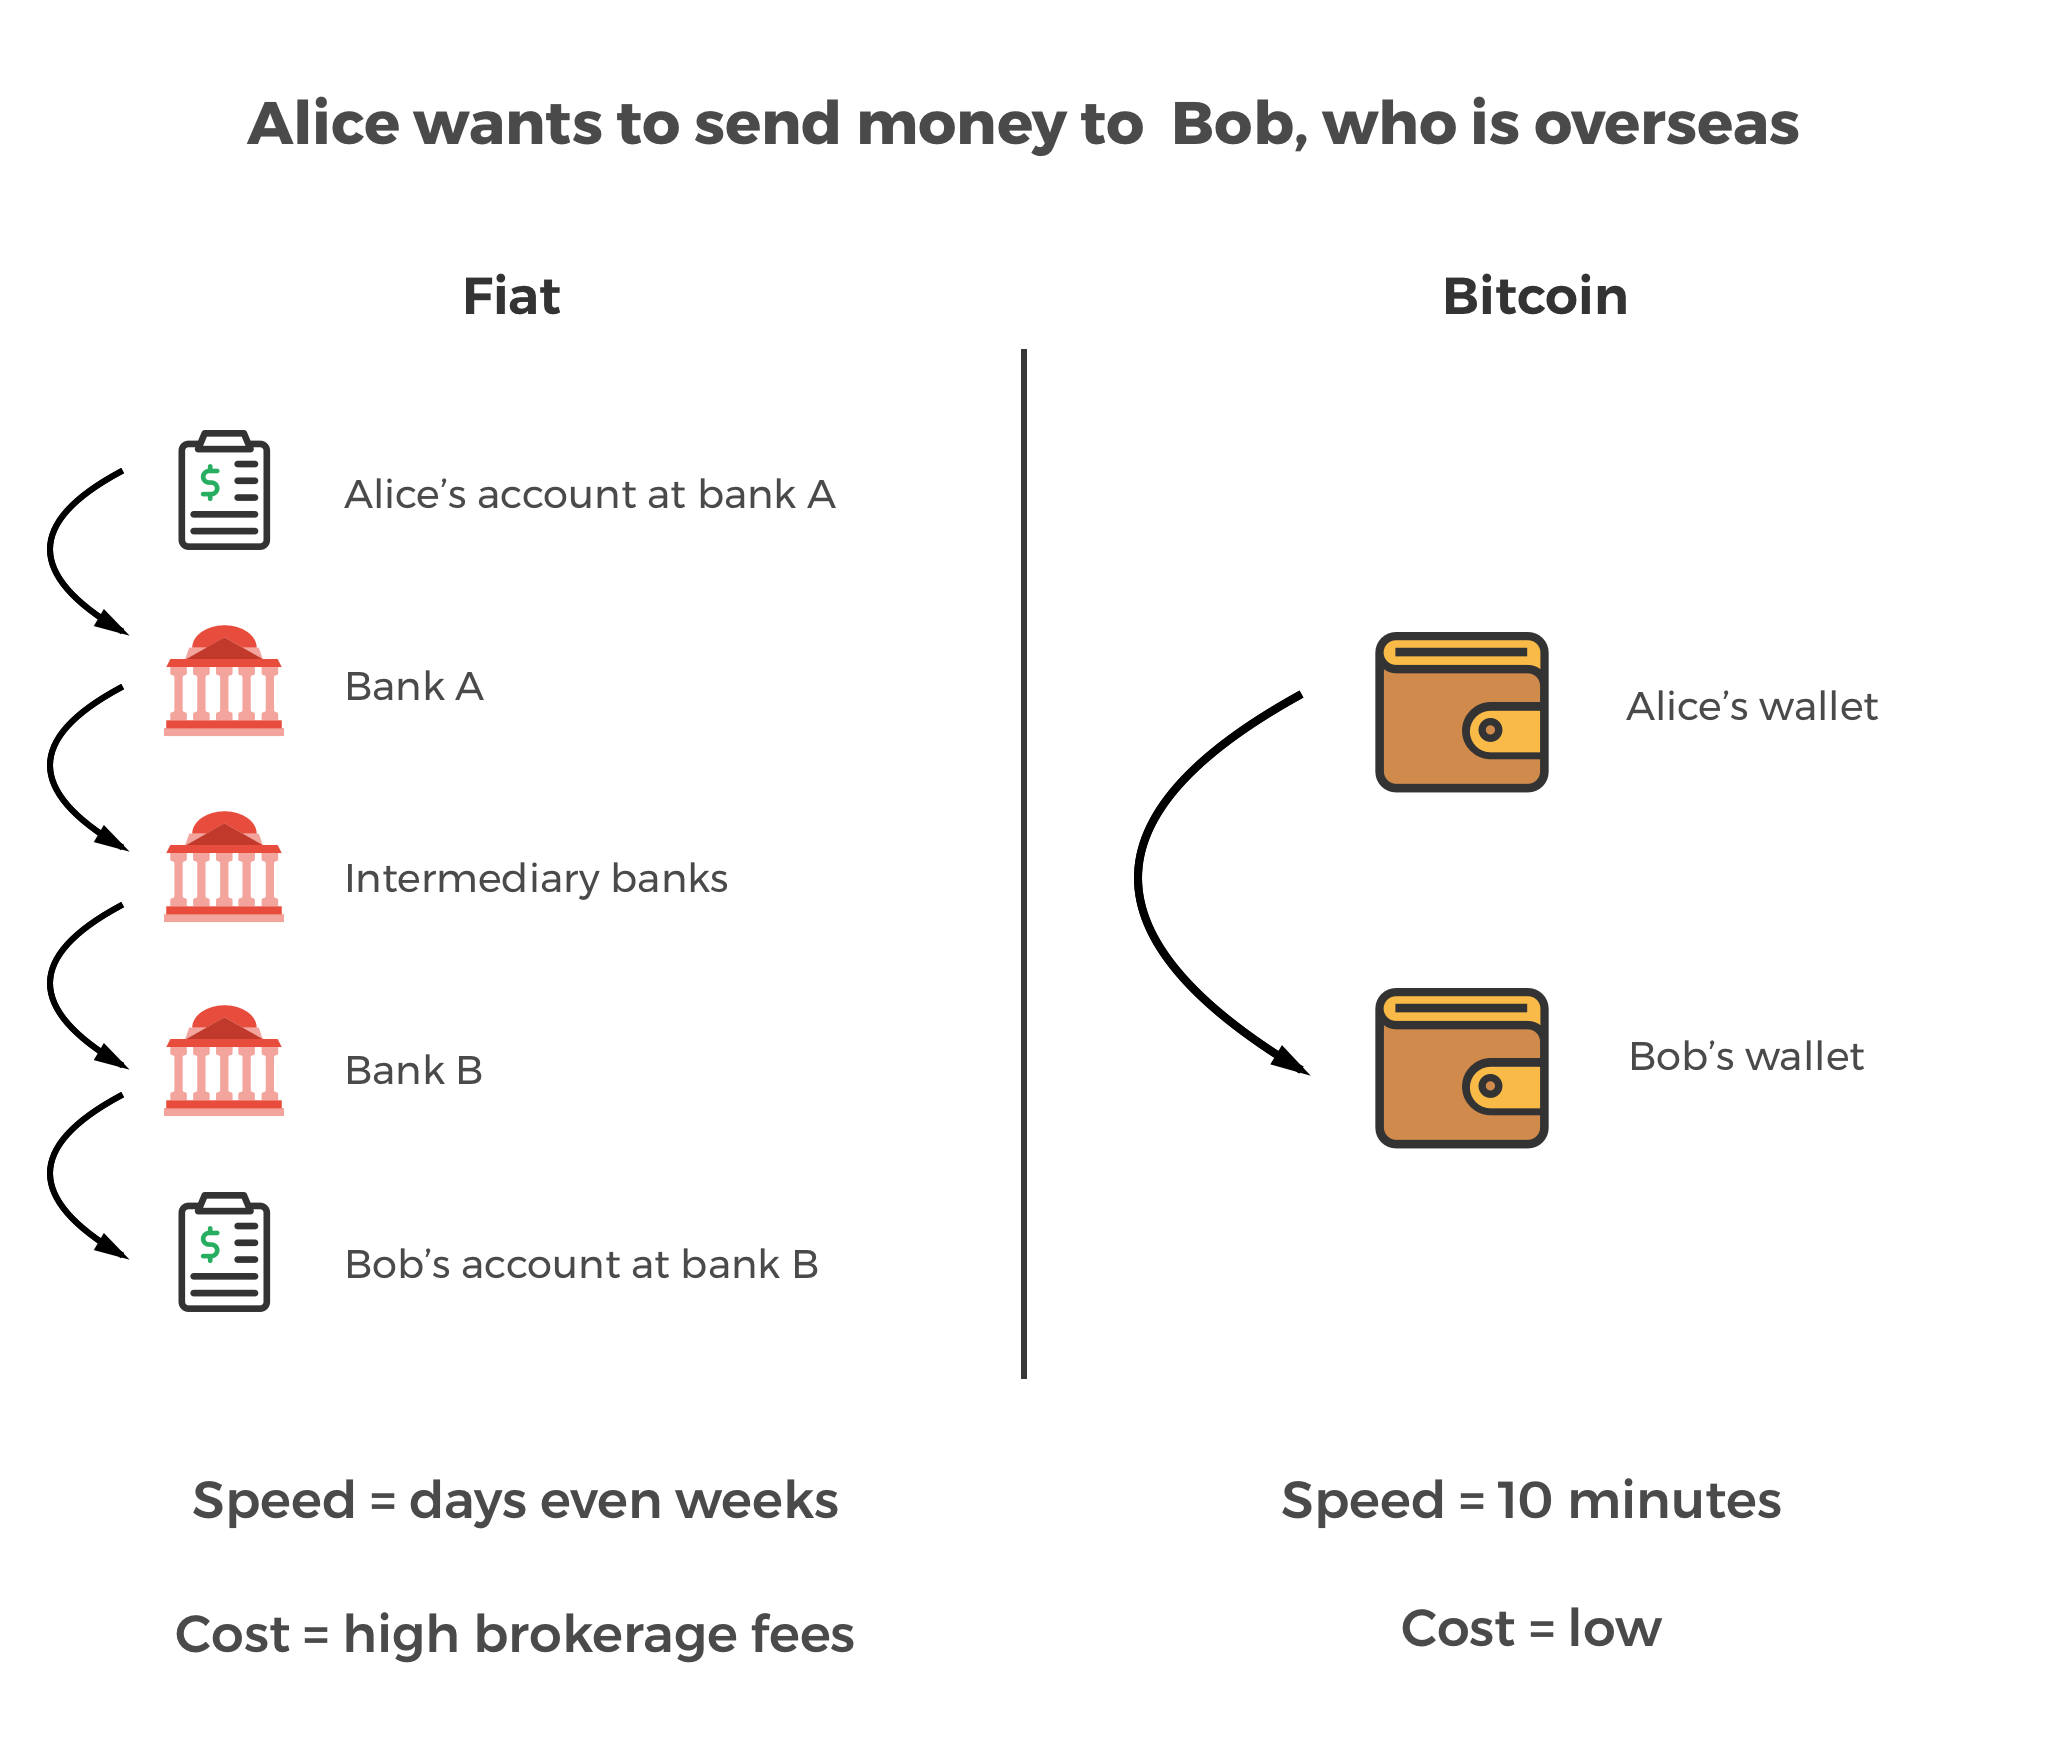 Alice wants to send money to Bob, who is overseas
Fiat
$
Alice’s account at bank A
Bank A
Intermediary banks
Bank B
$
Bob’s account at bank B
Speed = days even weeks
Cost = high brokerage fees
Bitcoin
Alice’s wallet
Bob’s wallet
Speed = 10 minutes
Cost = low